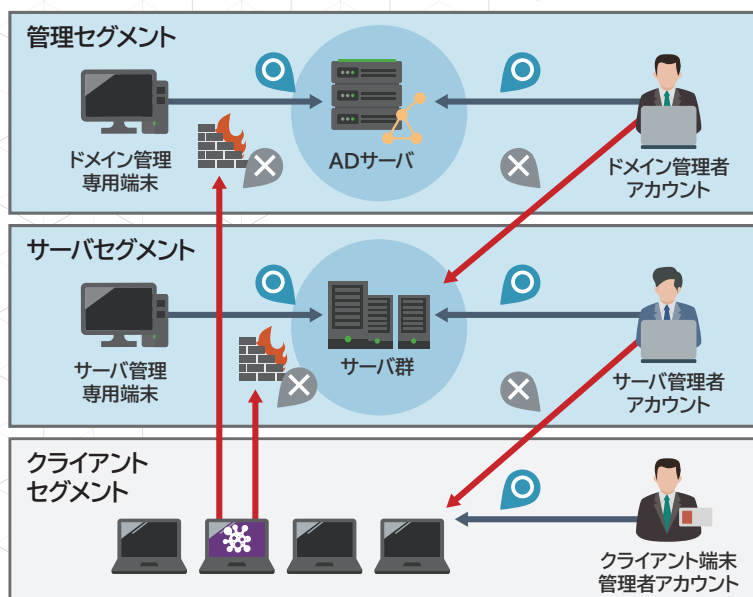 管理セグメント
ドメイン管理
専用端末
ADサーバ
ドメイン管理者
アカウント
サーバセグメント
サーバ管理
専用端末
サーバ群
サーバ管理者
アカウント
クライアント
セグメント
クライアント端末
管理者アカウント